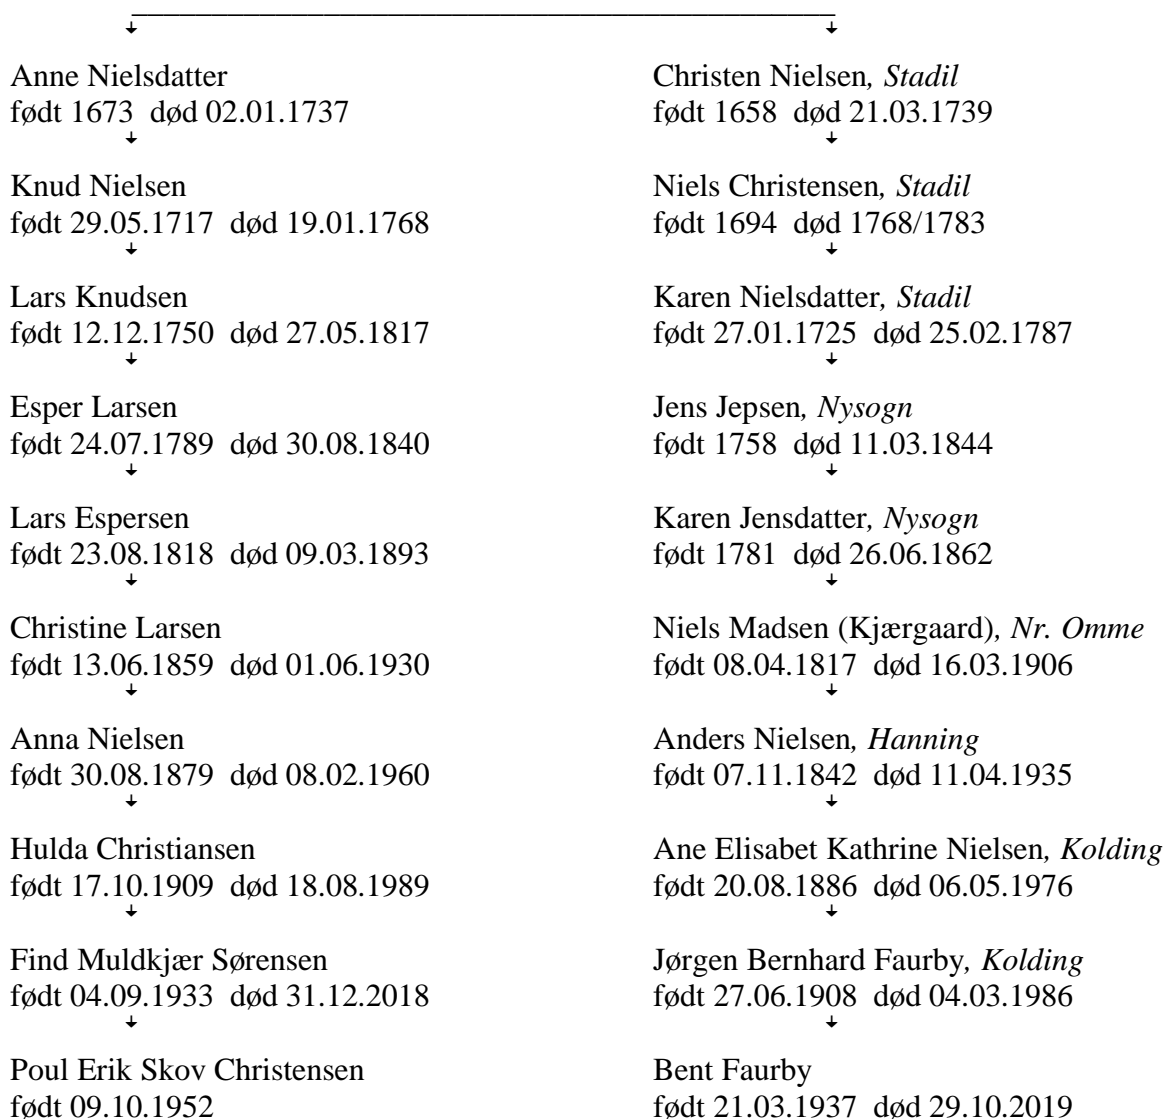 Anne Nielsdatter
født 1673 død 02.01.1737
Knud Nielsen
født 29.05.1717 død 19.01.1768
Lars Knudsen
født 12.12.1750 død 27.05.1817
Esper Larsen
født 24.07.1789 død 30.08.1840
Lars Espersen
født 23.08.1818 død 09.03.1893
Christine Larsen
født 13.06.1859 død 01.06.1930
Anna Nielsen
født 30.08.1879 død 08.02.1960
Hulda Christiansen
født 17.10.1909 død 18.08.1989
Find Muldkjær Sørensen
født 04.09.1933 død 31.12.2018
Poul Erik Skov Christensen
født 09.10.1952
Christen Nielsen, Stadil
født 1658 død 21.03.1739
Niels Christensen, Stadil
født 1694 død 1768/1783
Karen Nielsdatter, Stadil
født 27.01.1725 død 25.02.1787
Jens Jepsen, Nysogn
født 1758 død 11.03.1844
Karen Jensdatter, Nysogn
født 1781 død 26.06.1862
Niels Madsen (Kjærgaard), Nr. Omme
født 08.04.1817 død 16.03.1906
Anders Nielsen, Hanning
født 07.11.1842 død 11.04.1935
Ane Elisabet Kathrine Nielsen, Kolding
født 20.08.1886 død 06.05.1976
Jørgen Bernhard Faurby, Kolding
født 27.06.1908 død 04.03.1986
Bent Faurby
født 21.03.1937 død 29.10.2019